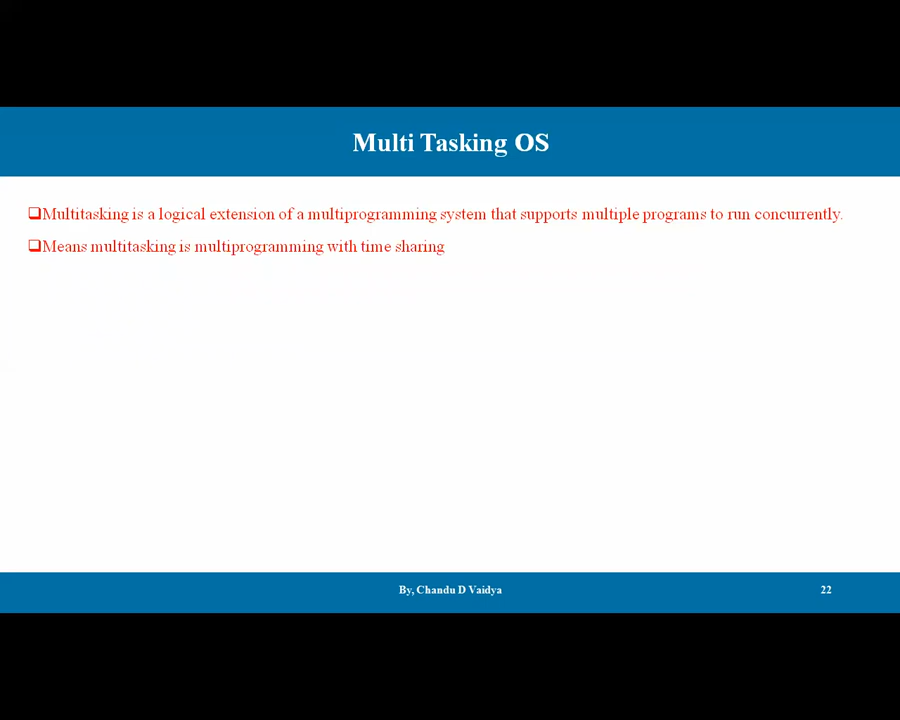 Multi Tasking OS
❑Multitasking is a logical extension of a multiprogramming system that supports multiple programs to run concurrently.
❑Means multitasking is multiprogramming with time sharing
By, Chandu D Vaidya
22